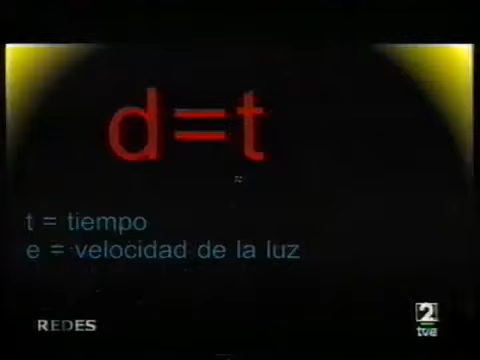 d=t
t = tiempo
e = velocidad de la luz
REDES
2
tve